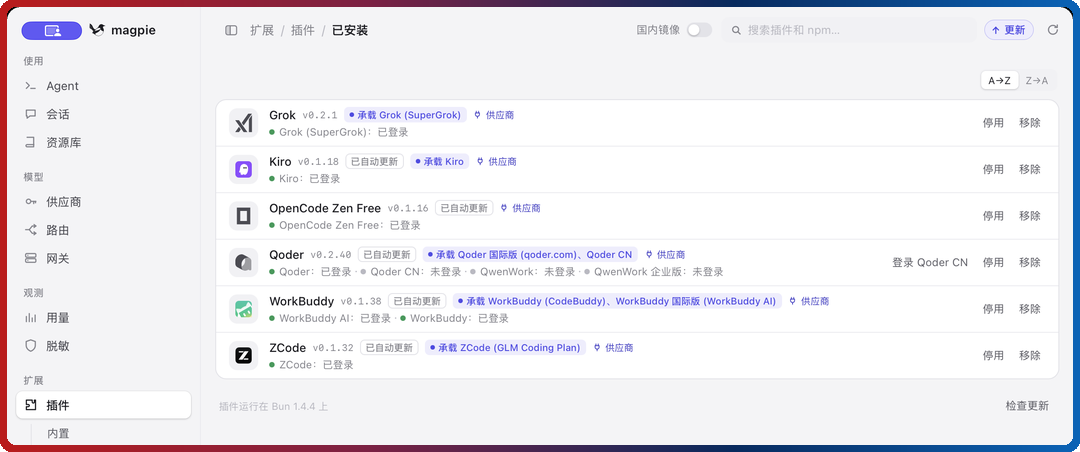 magpie
扩展 / 插件 / 已安装
国内镜像
搜索插件和 npm...
更新
使用
Agent
会话
资源库
模型
供应商
路由
网关
观测
用量
脱敏
扩展
插件
内置
A→Z Z→A
Grok v0.2.1 承载 Grok (SuperGrok) 供应商
Grok (SuperGrok)：已登录
停用 移除
Kiro v0.1.18 已自动更新 承载 Kiro 供应商
Kiro：已登录
停用 移除
OpenCode Zen Free v0.1.16 已自动更新 供应商
OpenCode Zen Free：已登录
停用 移除
Qoder v0.2.40 已自动更新 承载 Qoder 国际版 (qoder.com)、Qoder CN 供应商
Qoder：已登录 · Qoder CN：未登录 · QwenWork：未登录 · QwenWork 企业版：未登录
登录 Qoder CN 停用 移除
WorkBuddy v0.1.38 已自动更新 承载 WorkBuddy (CodeBuddy)、WorkBuddy 国际版 (WorkBuddy AI) 供应商
WorkBuddy AI：已登录 · WorkBuddy：已登录
停用 移除
ZCode v0.1.32 已自动更新 承载 ZCode (GLM Coding Plan) 供应商
ZCode：已登录
停用 移除
插件运行在 Bun 1.4.4 上
检查更新